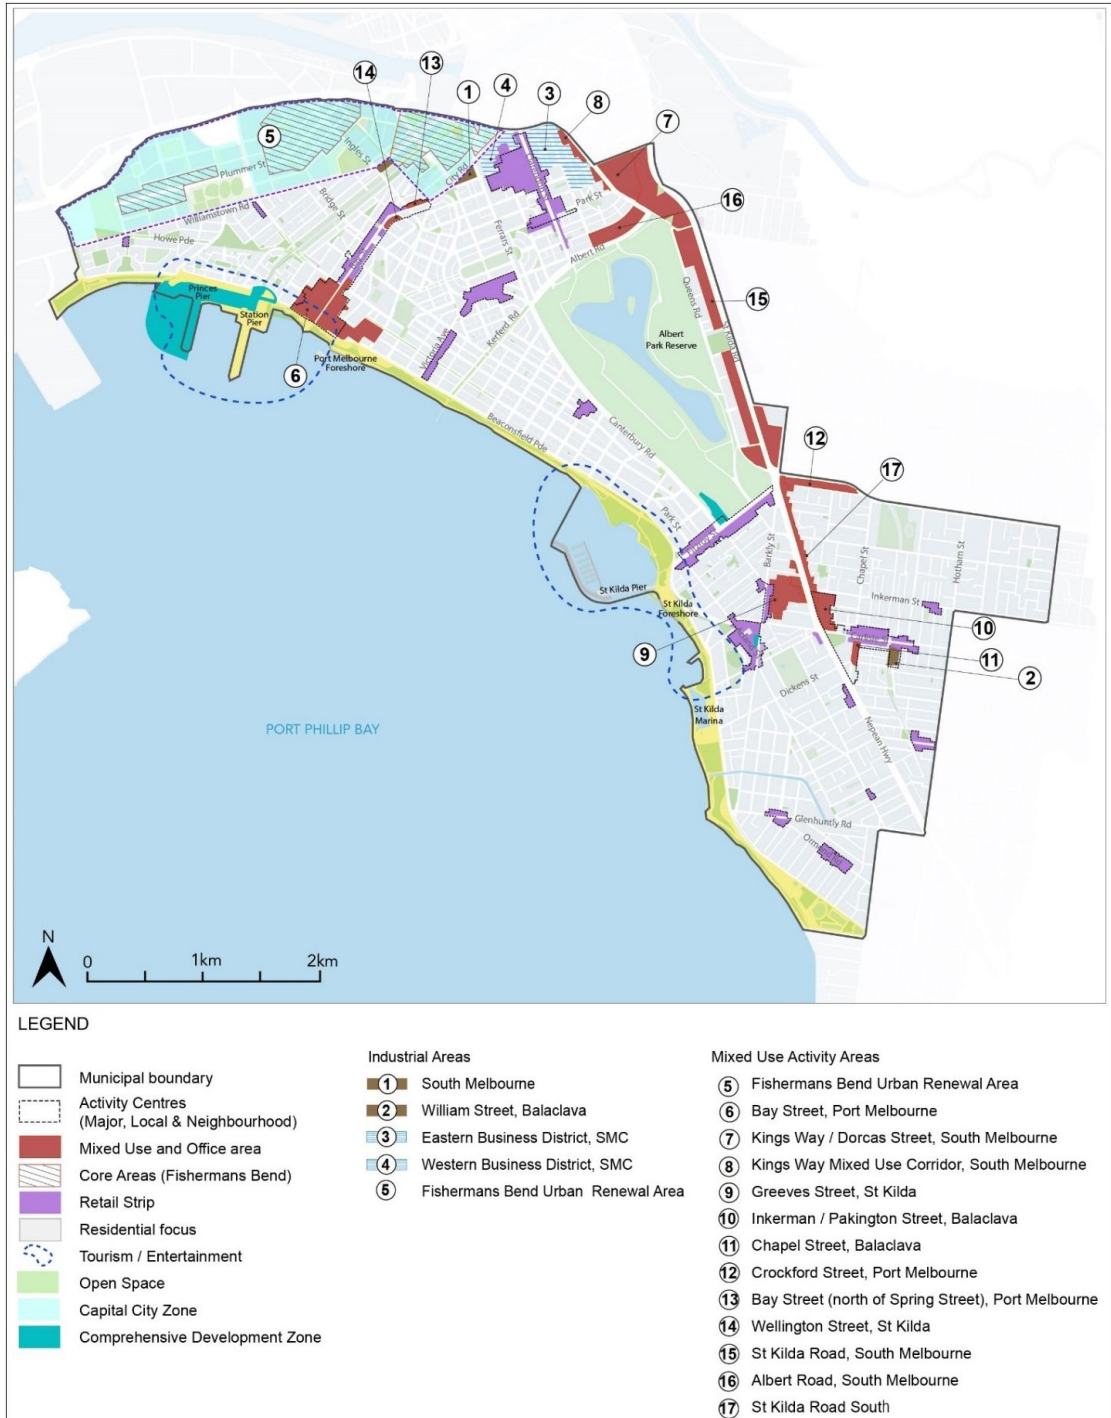 14
13
1
4
3
8
7
5
Ingles St
City Rd
Plummer St
Bridge St
Park St
16
Williamstown Rd
Ferrars St
Howe Pde
Albert Rd
Princes
Pier
Queens Rd
15
Station
Pier
St Kilda Rd
Albert
Park Reserve
Kerferd Rd
Victoria Ave
Port Melbourne
Foreshore
6
Beaconsfield Pde
Canterbury Rd
12
17
Park St
Barkly St
Chapel St
Hotham St
St Kilda Pier
Inkerman St
St Kilda
Foreshore
10
9
11
2
Dickens St
St Kilda
Marina
PORT PHILLIP BAY
Nepean Hwy
Glenhuntly Rd
N
0 1km 2km
LEGEND
Municipal boundary
Activity Centres
(Major, Local & Neighbourhood)
Mixed Use and Office area
Core Areas (Fishermans Bend)
Retail Strip
Residential focus
Tourism / Entertainment
Open Space
Capital City Zone
Comprehensive Development Zone
Industrial Areas
1 South Melbourne
2 William Street, Balaclava
3 Eastern Business District, SMC
4 Western Business District, SMC
5 Fishermans Bend Urban Renewal Area
Mixed Use Activity Areas
5 Fishermans Bend Urban Renewal Area
6 Bay Street, Port Melbourne
7 Kings Way / Dorcas Street, South Melbourne
8 Kings Way Mixed Use Corridor, South Melbourne
9 Greeves Street, St Kilda
10 Inkerman / Pakington Street, Balaclava
11 Chapel Street, Balaclava
12 Crockford Street, Port Melbourne
13 Bay Street (north of Spring Street), Port Melbourne
14 Wellington Street, St Kilda
15 St Kilda Road, South Melbourne
16 Albert Road, South Melbourne
17 St Kilda Road South